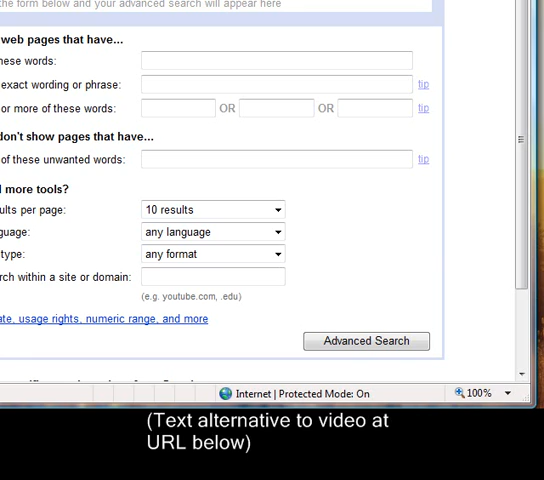 the form below and your advanced search will appear here
web pages that have...
hese words:
exact wording or phrase: tip
or more of these words: OR OR tip
don't show pages that have...
of these unwanted words: tip
more tools?
ults per page: 10 results
guage: any language
type: any format
rch within a site or domain:
(e.g. youtube.com, .edu)
ate, usage rights, numeric range, and more
Advanced Search
Internet | Protected Mode: On 100%
(Text alternative to video at
URL below)